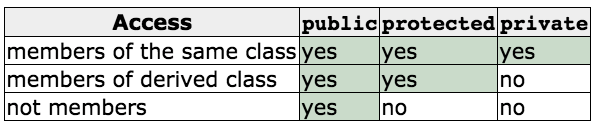 Access public protected private
members of the same class yes yes yes
members of derived class yes yes no
not members yes no no